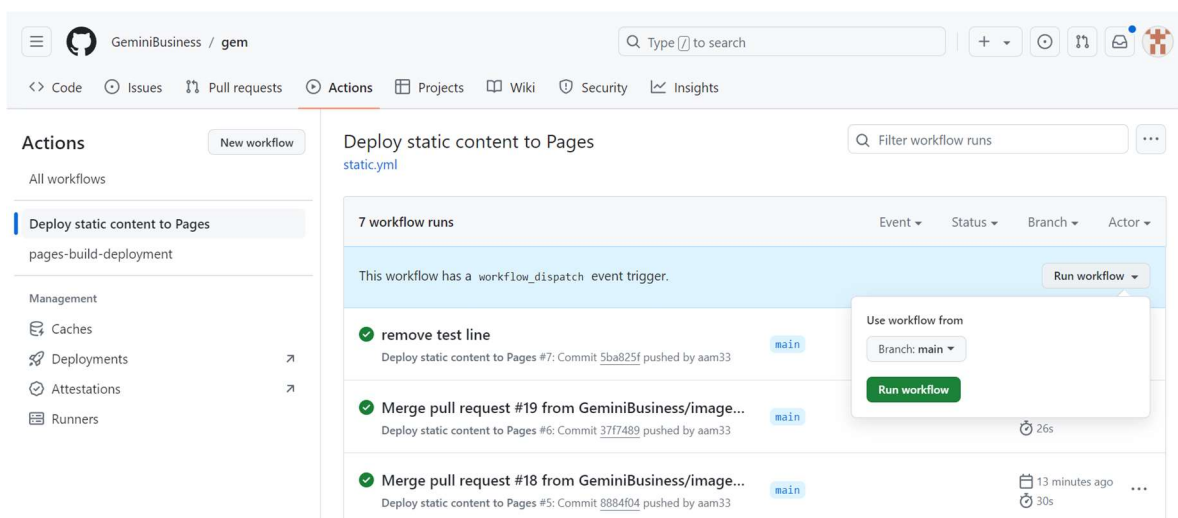 GeminiBusiness / gem
Type / to search
Code Issues Pull requests Actions Projects Wiki Security Insights
Actions
New workflow
All workflows
Deploy static content to Pages
pages-build-deployment
Management
Caches
Deployments
Attestations
Runners
Deploy static content to Pages
static.yml
Filter workflow runs
7 workflow runs
Event Status Branch Actor
This workflow has a workflow_dispatch event trigger.
Run workflow
Use workflow from
Branch: main
Run workflow
remove test line
Deploy static content to Pages #7: Commit 5ba825f pushed by aam33
main
Merge pull request #19 from GeminiBusiness/image...
Deploy static content to Pages #6: Commit 37f7489 pushed by aam33
main
26s
Merge pull request #18 from GeminiBusiness/image...
Deploy static content to Pages #5: Commit 8884f04 pushed by aam33
main
13 minutes ago
30s